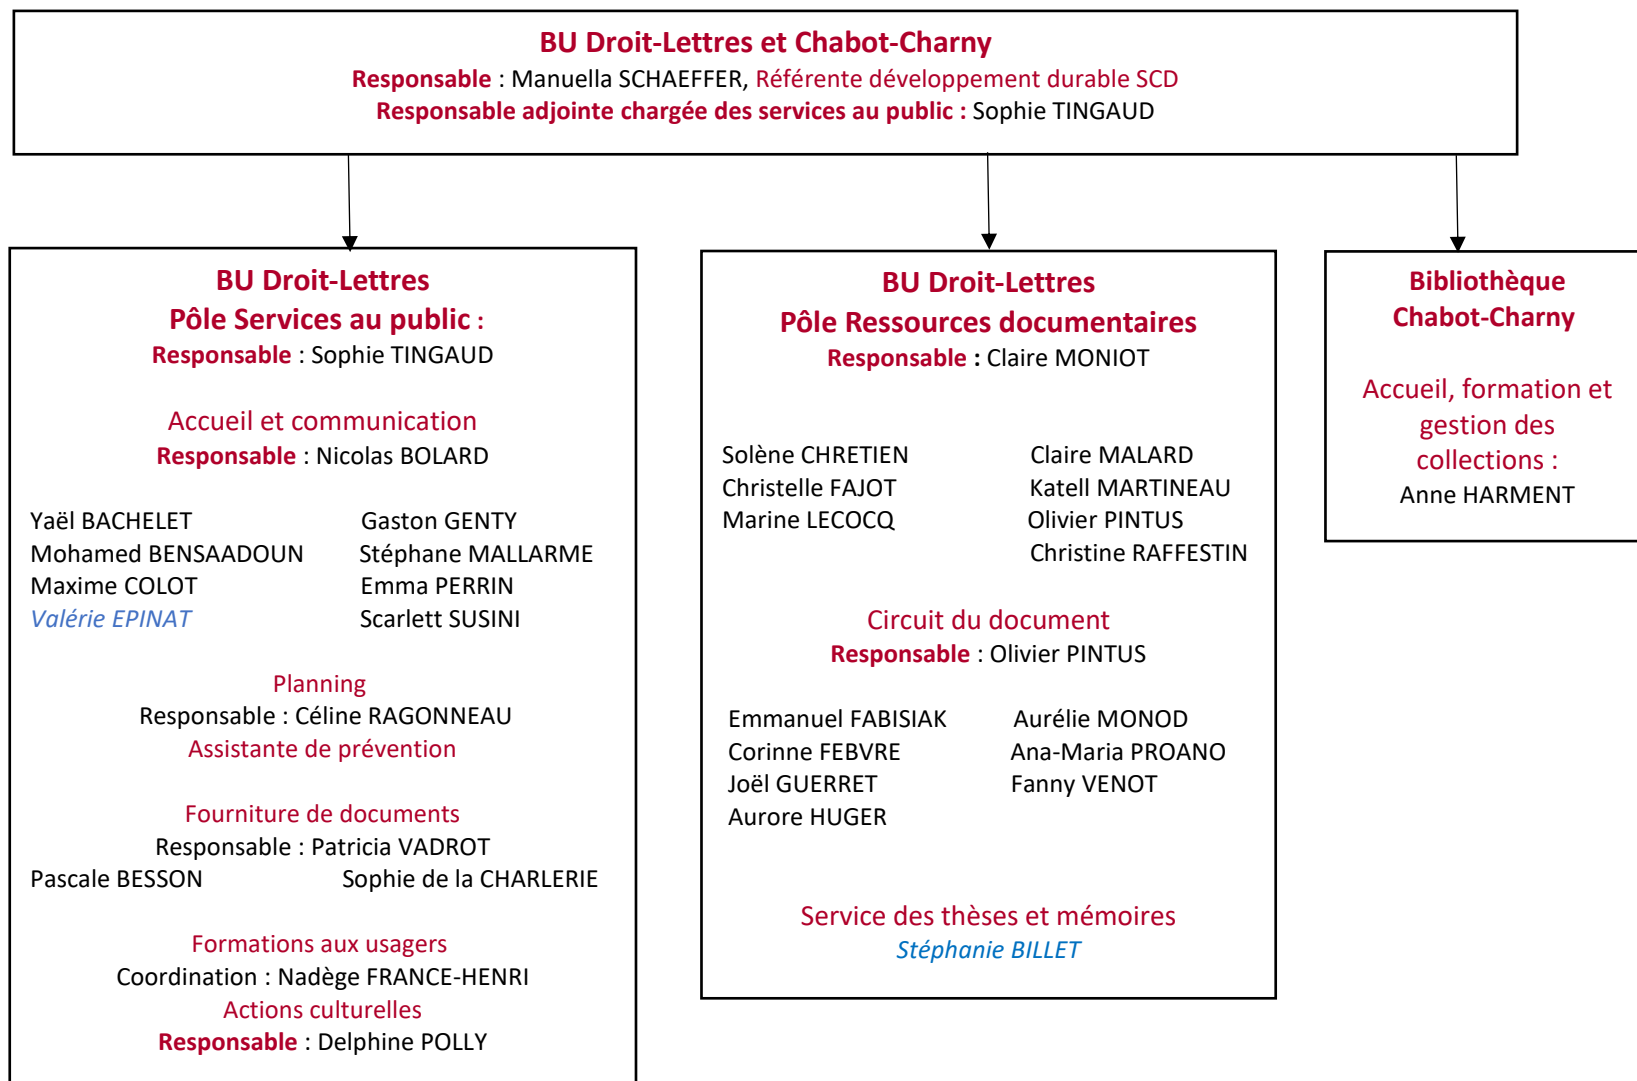 BU Droit-Lettres et Chabot-Charny
Responsable : Manuella SCHAEFFER, Référente développement durable SCD
Responsable adjointe chargée des services au public : Sophie TINGAUD
BU Droit-Lettres
Pôle Services au public :
Responsable : Sophie TINGAUD
Accueil et communication
Responsable : Nicolas BOLARD
Yaël BACHELET Gaston GENTY
Mohamed BENSAADOUN Stéphane MALLARME
Maxime COLOT Emma PERRIN
Valérie EPINAT Scarlett SUSINI
Planning
Responsable : Céline RAGONNEAU
Assistante de prévention
Fourniture de documents
Responsable : Patricia VADROT
Pascale BESSON Sophie de la CHARLERIE
Formations aux usagers
Coordination : Nadège FRANCE-HENRI
Actions culturelles
Responsable : Delphine POLLY
BU Droit-Lettres
Pôle Ressources documentaires
Responsable : Claire MONIOT
Solène CHRETIEN Claire MALARD
Christelle FAJOT Katell MARTINEAU
Marine LECOCQ Olivier PINTUS
Christine RAFFESTIN
Circuit du document
Responsable : Olivier PINTUS
Emmanuel FABISIAK Aurélie MONOD
Corinne FEBVRE Ana-Maria PROANO
Joël GUERRET Fanny VENOT
Aurore HUGER
Service des thèses et mémoires
Stéphanie BILLET
Bibliothèque
Chabot-Charny
Accueil, formation et
gestion des
collections :
Anne HARMENT